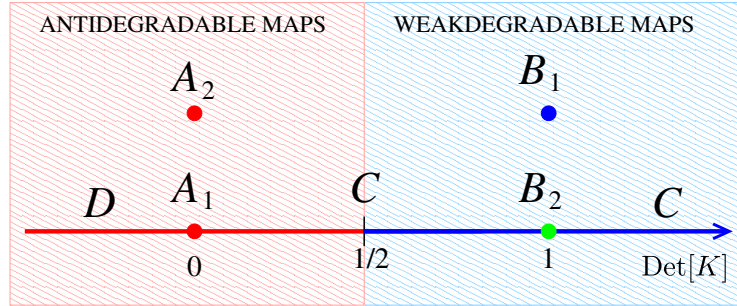 ANTIDEGRADABLE MAPS WEAKDEGRADABLE MAPS
A₂ B₁
D A₁ C B₂ C
0 1/2 1 Det[K]